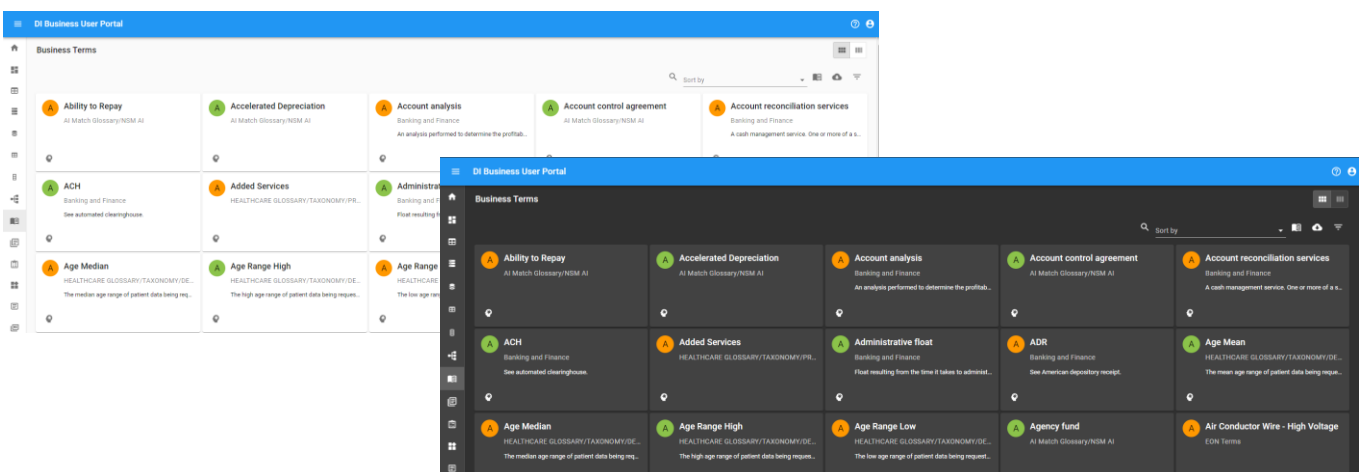 DI Business User Portal
Business Terms
Sort by
A Ability to Repay
AI Match Glossary/NSM AI
A Accelerated Depreciation
AI Match Glossary/NSM AI
A Account analysis
Banking and Finance
An analysis performed to determine the profitab...
A Account control agreement
AI Match Glossary/NSM AI
A Account reconciliation services
Banking and Finance
A cash management service. One or more of a s...
A ACH
Banking and Finance
See automated clearinghouse.
A Added Services
HEALTHCARE GLOSSARY/TAXONOMY/PR...
A Administrat
Banking and F
Float resulting
A Age Median
HEALTHCARE GLOSSARY/TAXONOMY/DE...
The median age range of patient data being req...
A Age Range High
HEALTHCARE GLOSSARY/TAXONOMY/DE...
The high age range of patient data being reques...
A Age Range
HEALTHCARE
The low age ran
DI Business User Portal
Business Terms
Sort by
A Ability to Repay
AI Match Glossary/NSM AI
A Accelerated Depreciation
AI Match Glossary/NSM AI
A Account analysis
Banking and Finance
An analysis performed to determine the profitab...
A Account control agreement
AI Match Glossary/NSM AI
A Account reconciliation services
Banking and Finance
A cash management service. One or more of a s...
A ACH
Banking and Finance
See automated clearinghouse.
A Added Services
HEALTHCARE GLOSSARY/TAXONOMY/PR...
A Administrative float
Banking and Finance
Float resulting from the time it takes to administ...
A ADR
Banking and Finance
See American depository receipt.
A Age Mean
HEALTHCARE GLOSSARY/TAXONOMY/DE...
The mean age range of patient data being reque...
A Age Median
HEALTHCARE GLOSSARY/TAXONOMY/DE...
The median age range of patient data being req...
A Age Range High
HEALTHCARE GLOSSARY/TAXONOMY/DE...
The high age range of patient data being reques...
A Age Range Low
HEALTHCARE GLOSSARY/TAXONOMY/DE...
The low age range of patient data being request...
A Agency fund
AI Match Glossary/NSM AI
A Air Conductor Wire - High Voltage
EON Terms